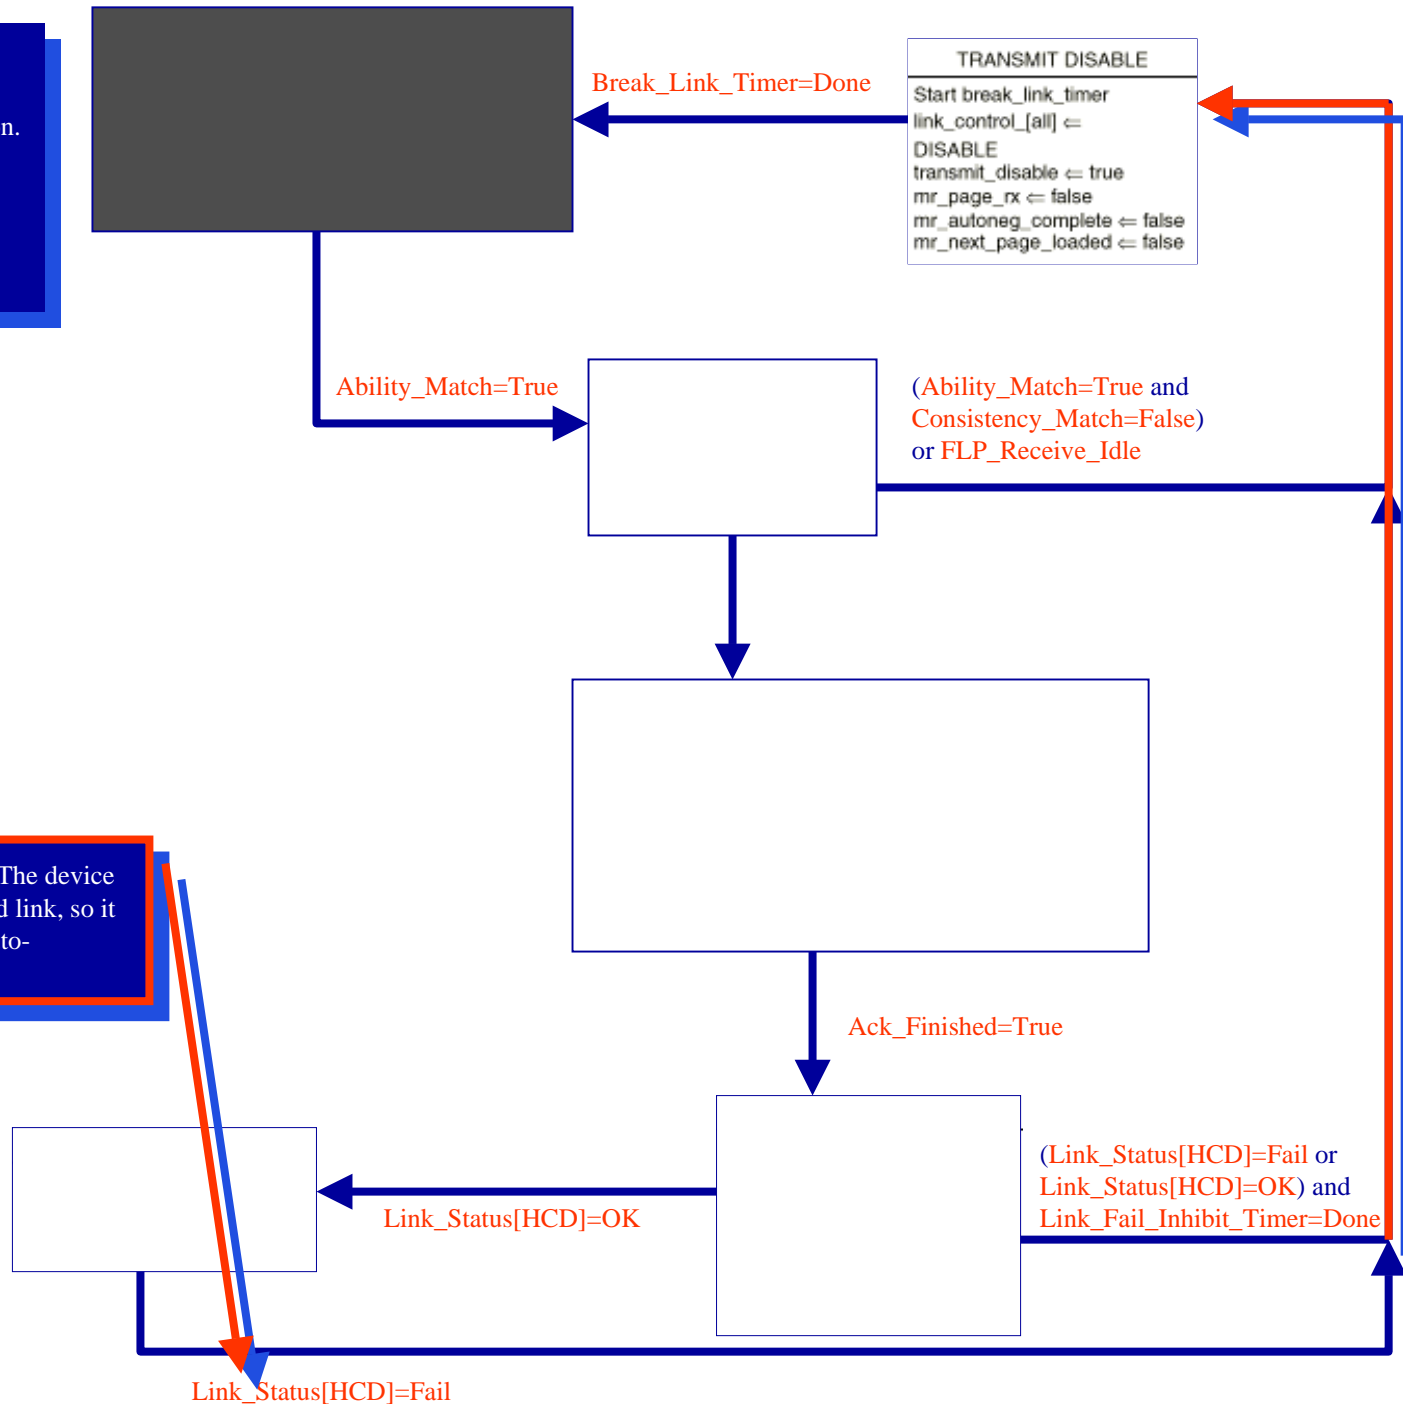 n.
Break_Link_Timer=Done
TRANSMIT DISABLE
Start break_link_timer
link_control_[all] ⇐
DISABLE
transmit_disable ⇐ true
mr_page_rx ⇐ false
mr_autoneg_complete ⇐ false
mr_next_page_loaded ⇐ false
Ability_Match=True
(Ability_Match=True and
Consistency_Match=False)
or FLP_Receive_Idle
The device
d link, so it
to-
Ack_Finished=True
Link_Status[HCD]=OK
(Link_Status[HCD]=Fail or
Link_Status[HCD]=OK) and
Link_Fail_Inhibit_Timer=Done
Link_Status[HCD]=Fail